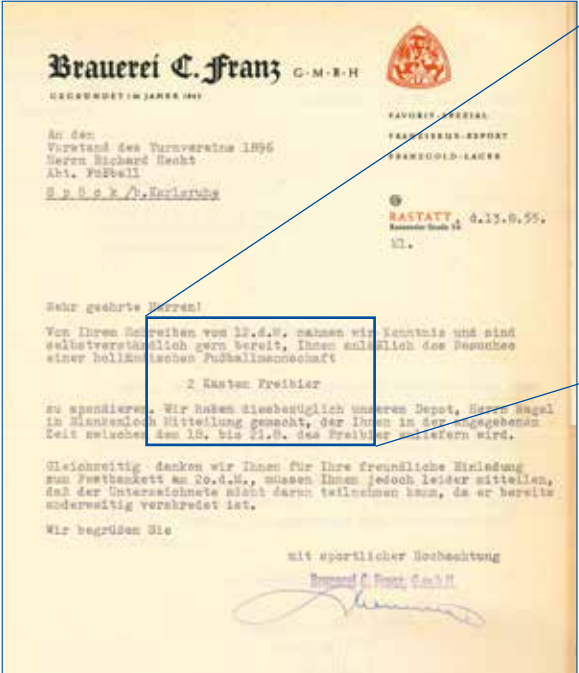 Brauerei C. Franz G·M·B·H
GEGRÜNDET IM JAHRE
FAVORIT-SPEZIAL
FRANZISKUS-EXPORT
FRANZGOLD-LAGER
An den
Vorstand des Turnvereins 1896
Herrn Richard Hecht
Abt. Fußball
S p ö c k /b.Karlsruhe
RASTATT, d.13.8.55.
Sehr geehrte Herren!
Von Ihrem Schreiben vom 12.d.M. nahmen wir Kenntnis und sind
selbstverständlich gern bereit, Ihnen anläßlich des Besuches
einer holländischen Fußballmannschaft
2 Kasten Freibier
zu spendieren. Wir haben diesbezüglich unserem Depot, Herrn Nagel
in Blankenloch Mitteilung gemacht, der Ihnen in der angegebenen
Zeit zwischen dem 18. bis 21.8. das Freibier anliefern wird.
Gleichzeitig danken wir Ihnen für Ihre freundliche Einladung
zum Festbankett am 2o.d.M., müssen Ihnen jedoch leider mitteilen,
daß der Unterzeichnete nicht daran teilnehmen kann, da er bereits
anderweitig verabredet ist.
Wir begrüßen Sie
mit sportlicher Hochachtung
Brauerei C. Franz, G.m.b.H.